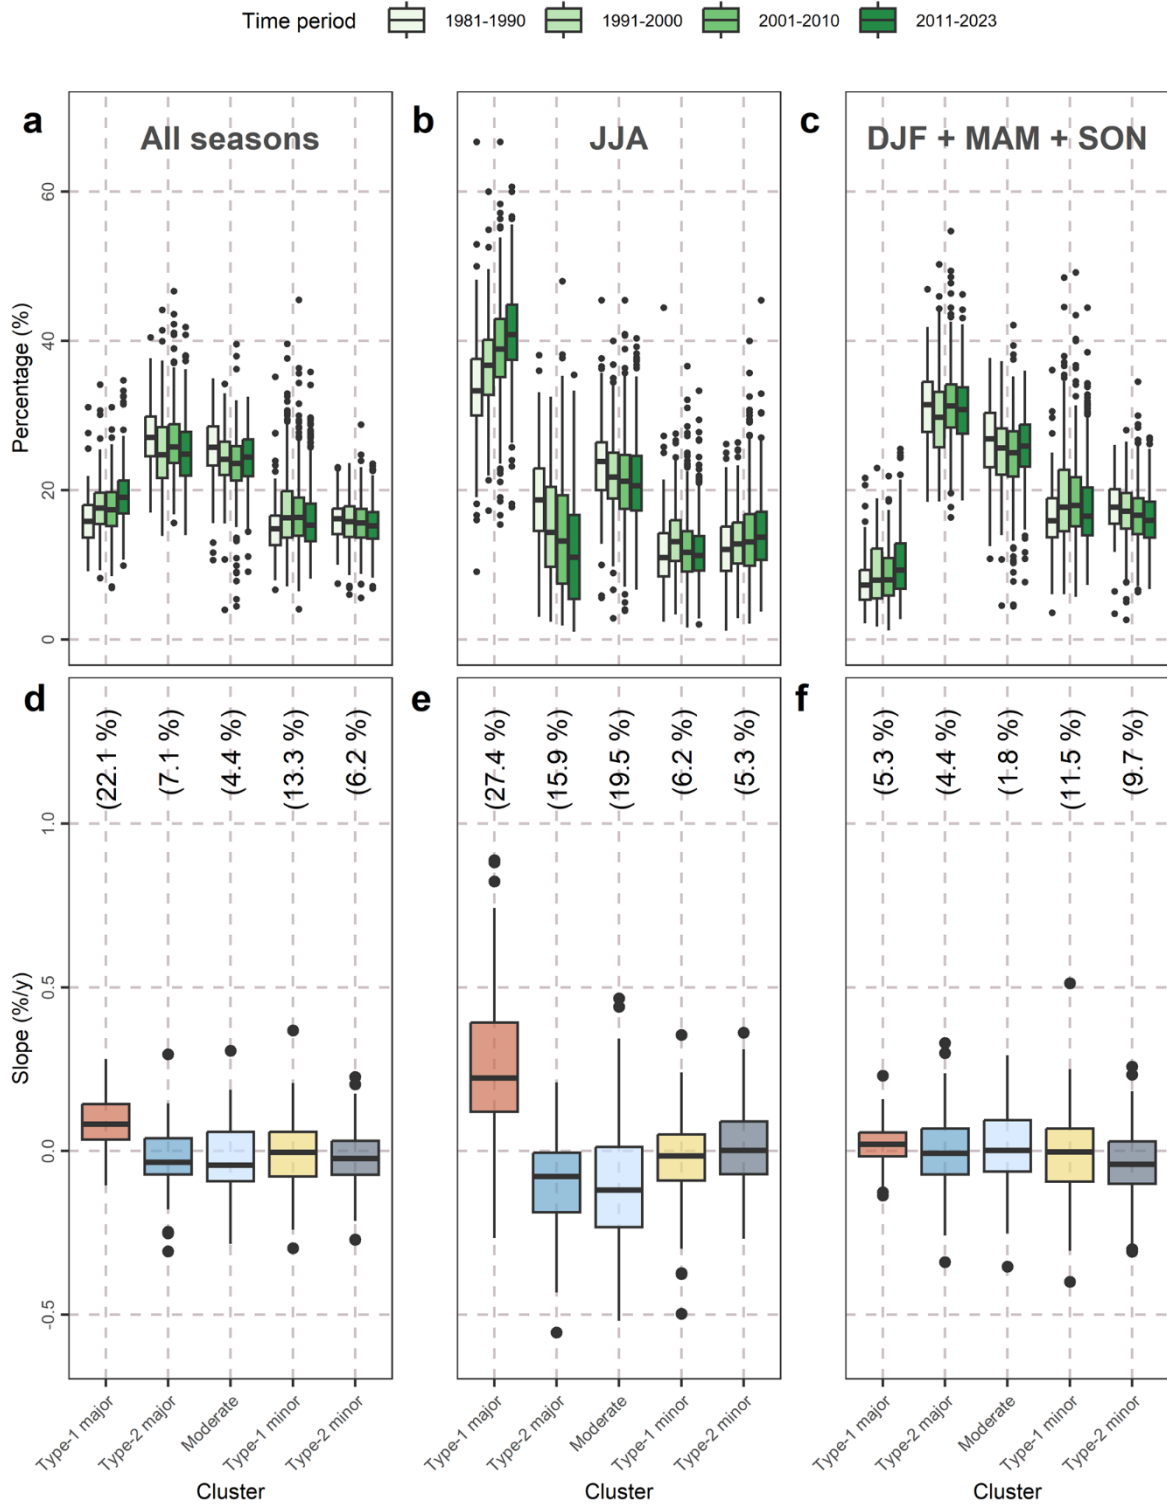 Time period 1981-1990 1991-2000 2001-2010 2011-2023
a All seasons
b JJA
c DJF + MAM + SON
Percentage (%)
60
40
20
0
d (22.1 %) (7.1 %) (4.4 %) (13.3 %) (6.2 %)
e (27.4 %) (15.9 %) (19.5 %) (6.2 %) (5.3 %)
f (5.3 %) (4.4 %) (1.8 %) (11.5 %) (9.7 %)
Slope (%/y)
1.0
0.5
0.0
-0.5
Type-1 major Type-2 major Moderate Type-1 minor Type-2 minor
Type-1 major Type-2 major Moderate Type-1 minor Type-2 minor
Type-1 major Type-2 major Moderate Type-1 minor Type-2 minor
Cluster Cluster Cluster